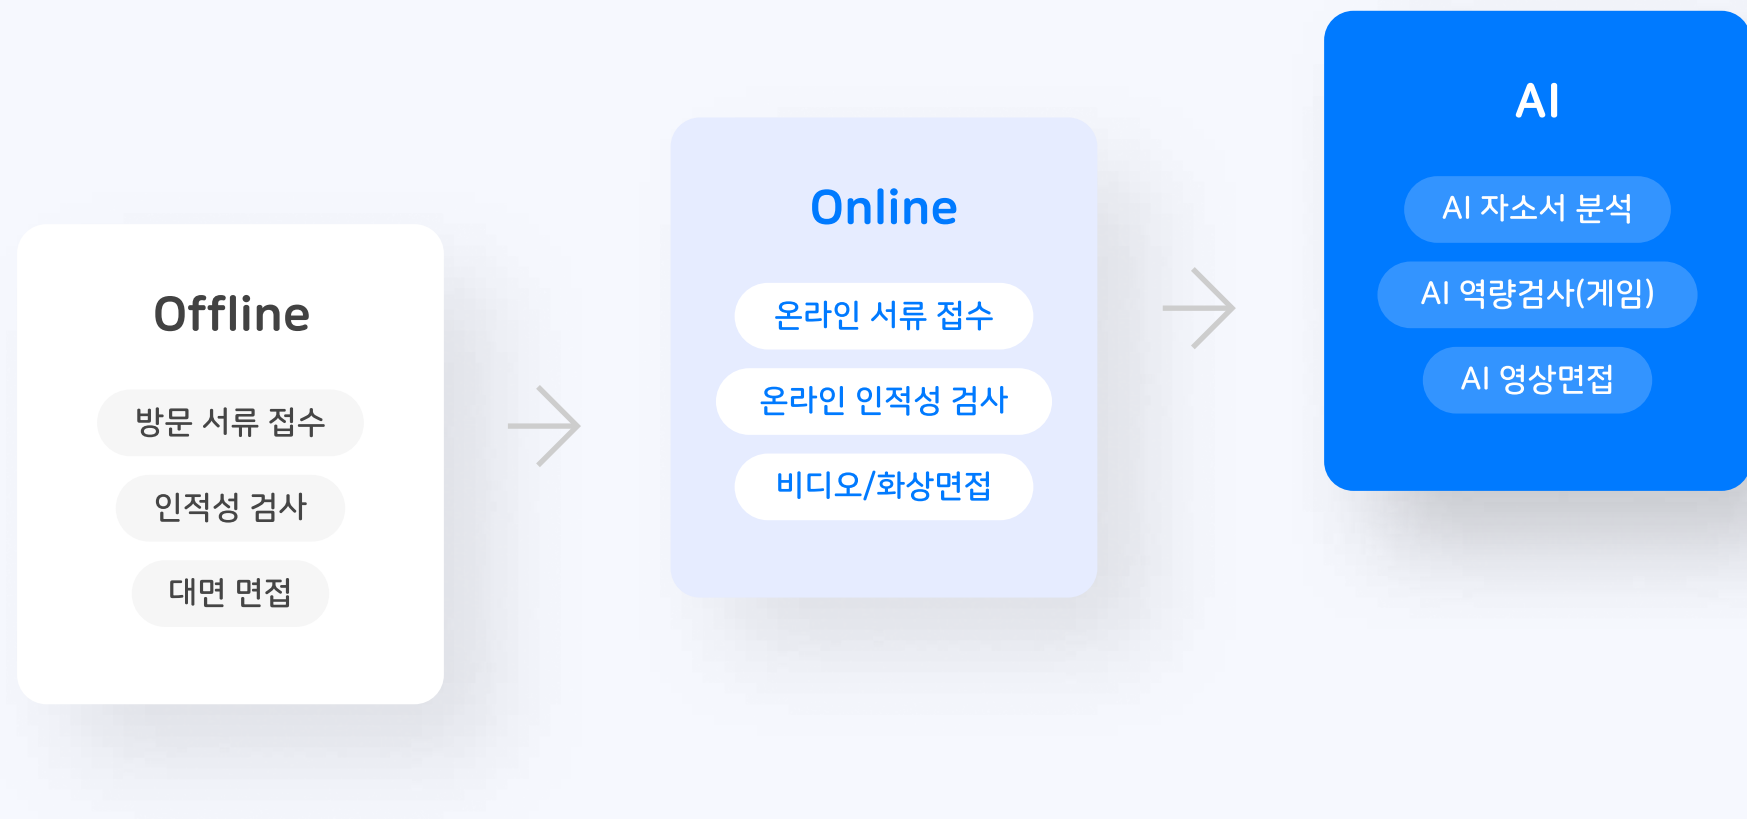 Offline
방문 서류 접수
인적성 검사
대면 면접
Online
온라인 서류 접수
온라인 인적성 검사
비디오/화상면접
AI
AI 자소서 분석
AI 역량검사(게임)
AI 영상면접